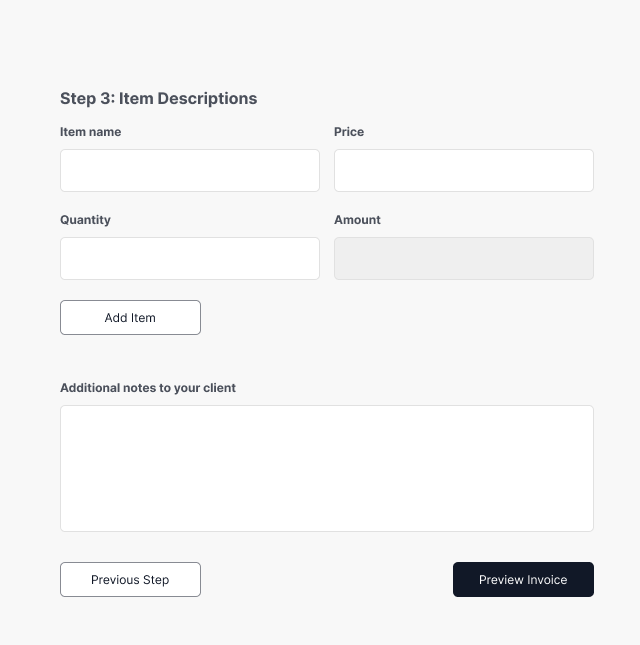 Step 3: Item Descriptions
Item name
Price
Quantity
Amount
Add Item
Additional notes to your client
Previous Step
Preview Invoice